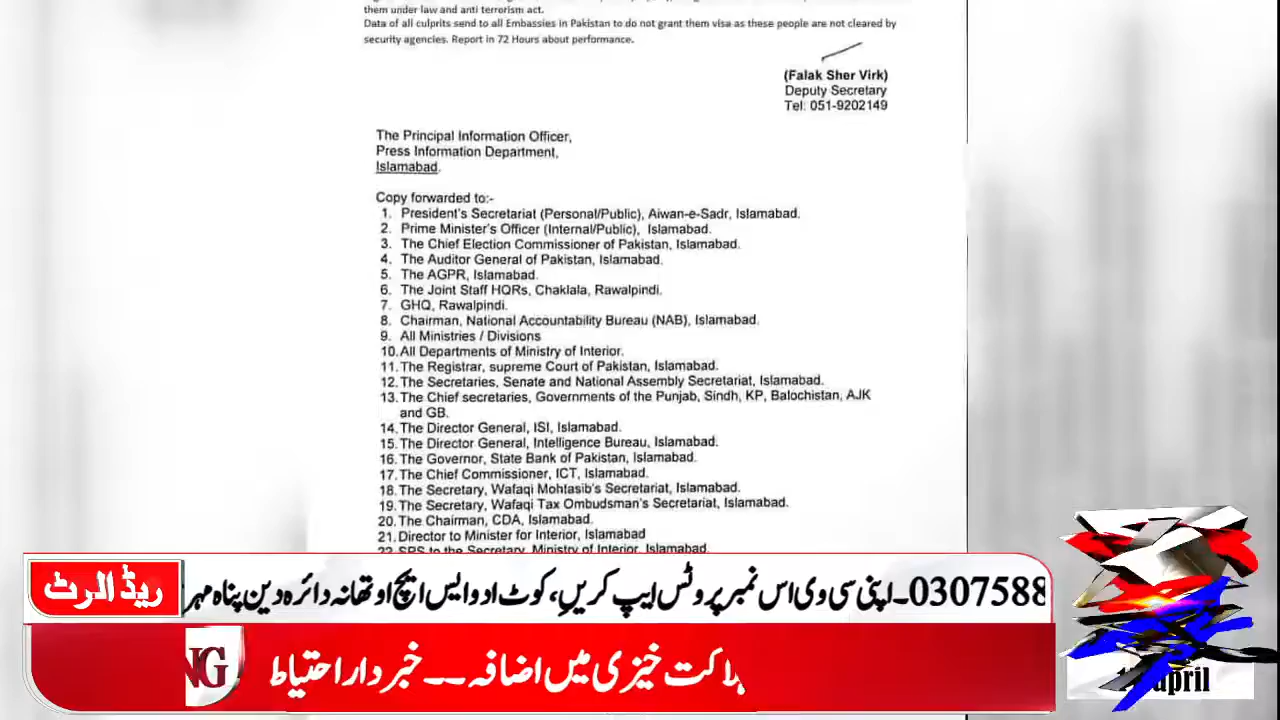 them under law and anti terrorism act.
Data of all culprits send to all Embassies in Pakistan to do not grant them visa as these people are not cleared by
security agencies. Report in 72 Hours about performance.
(Falak Sher Virk)
Deputy Secretary
Tel: 051-9202149
The Principal Information Officer,
Press Information Department,
Islamabad.
Copy forwarded to:-
1. President's Secretariat (Personal/Public), Aiwan-e-Sadr, Islamabad.
2. Prime Minister's Officer (Internal/Public), Islamabad.
3. The Chief Election Commissioner of Pakistan, Islamabad.
4. The Auditor General of Pakistan, Islamabad.
5. The AGPR, Islamabad.
6. The Joint Staff HQRs, Chaklala, Rawalpindi.
7. GHQ, Rawalpindi.
8. Chairman, National Accountability Bureau (NAB), Islamabad.
9. All Ministries / Divisions
10. All Departments of Ministry of Interior.
11. The Registrar, supreme Court of Pakistan, Islamabad.
12. The Secretaries, Senate and National Assembly Secretariat, Islamabad.
13. The Chief secretaries, Governments of the Punjab, Sindh, KP, Balochistan, AJK
and GB.
14. The Director General, ISI, Islamabad.
15. The Director General, Intelligence Bureau, Islamabad.
16. The Governor, State Bank of Pakistan, Islamabad.
17. The Chief Commissioner, ICT, Islamabad.
18. The Secretary, Wafaqi Mohtasib's Secretariat, Islamabad.
19. The Secretary, Wafaqi Tax Ombudsman's Secretariat, Islamabad.
20. The Chairman, CDA, Islamabad.
21. Director to Minister for Interior, Islamabad
22. SPS to the Secretary, Ministry of Interior, Islamabad.
ریڈ الرٹ
0307588۔اپنی سی وی اس نمبر پر وٹس ایپ کریں، کوٹ ادو ایس ایچ او تھانہ دائرہ دین پناہ مہر
ہلاکت خیزی میں اضافہ ۔۔ خبردار احتیاط
NG
april